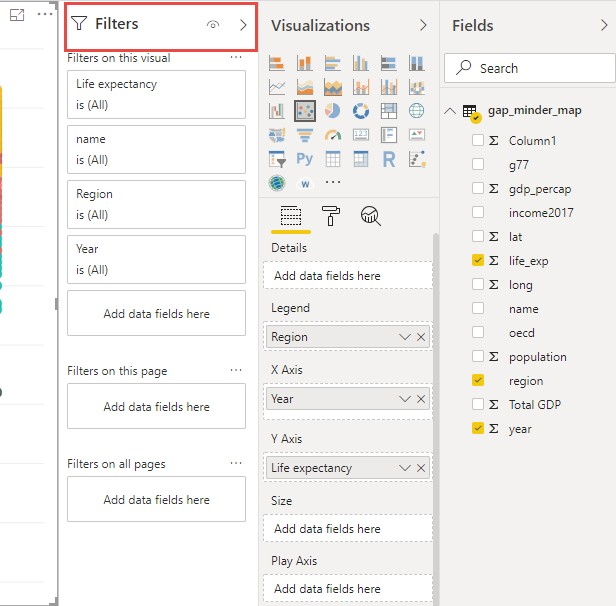 Filters
Filters on this visual
Life expectancy
is (All)
name
is (All)
Region
is (All)
Year
is (All)
Add data fields here
Filters on this page
Add data fields here
Filters on all pages
Add data fields here
Visualizations
123
Py
R
W
Details
Add data fields here
Legend
Region
X Axis
Year
Y Axis
Life expectancy
Size
Add data fields here
Play Axis
Add data fields here
Fields
Search
gap_minder_map
Σ Column1
g77
Σ gdp_percap
income2017
Σ lat
Σ life_exp
Σ long
name
oecd
Σ population
region
Σ Total GDP
Σ year